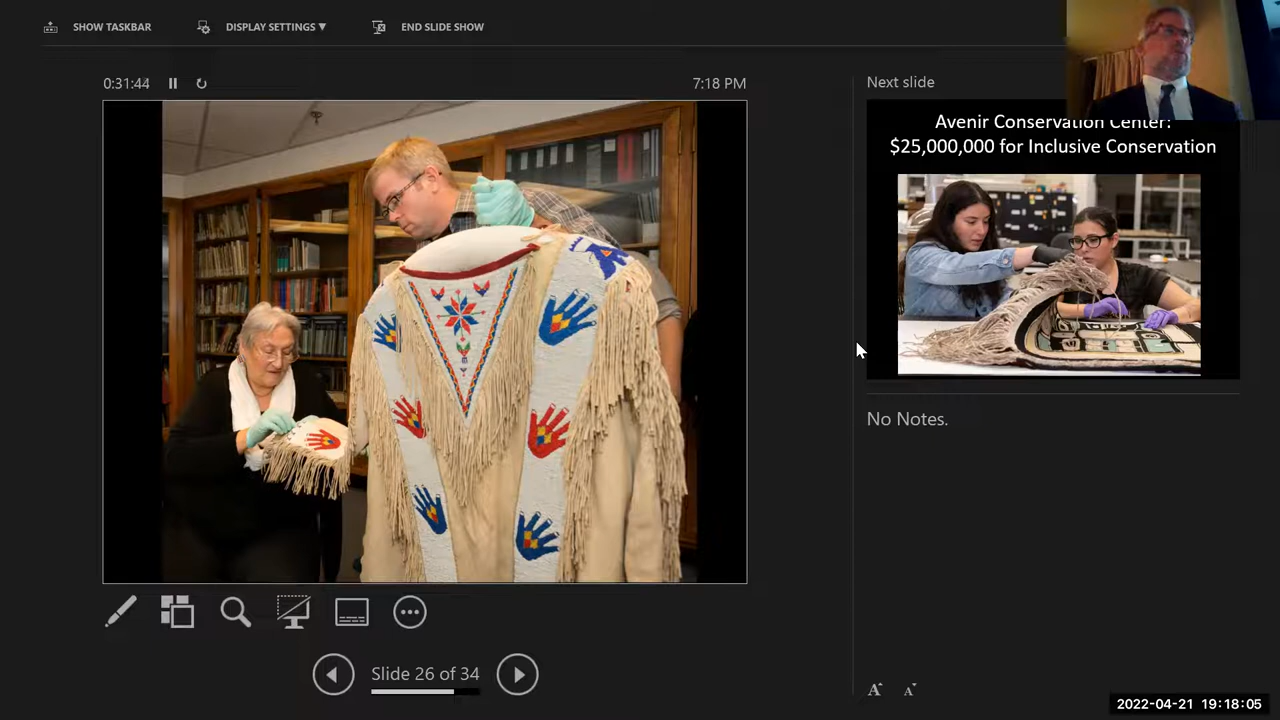 SHOW TASKBAR
DISPLAY SETTINGS ▼
END SLIDE SHOW
0:31:44
7:18 PM
Next slide
Avenir Conservation Center:
$25,000,000 for Inclusive Conservation
No Notes.
Slide 26 of 34
A A
2022-04-21 19:18:05